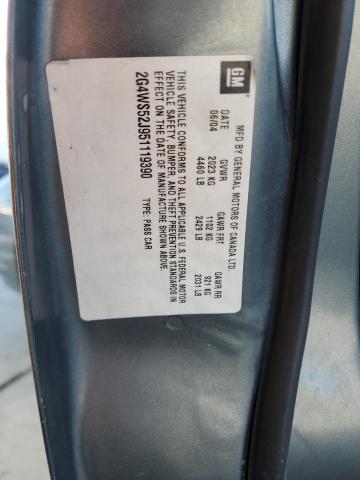 GM
MFD BY GENERAL MOTORS OF CANADA LTD.
DATE GVWR GAWR FRT GAWR RR
06/04 2023 KG 1102 KG 921 KG
4460 LB 2429 LB 2031 LB
THIS VEHICLE CONFORMS TO ALL APPLICABLE U.S. FEDERAL MOTOR
VEHICLE SAFETY, BUMPER, AND THEFT PREVENTION STANDARDS IN
EFFECT ON THE DATE OF MANUFACTURE SHOWN ABOVE.
2G4WS52J951119390 TYPE: PASS CAR